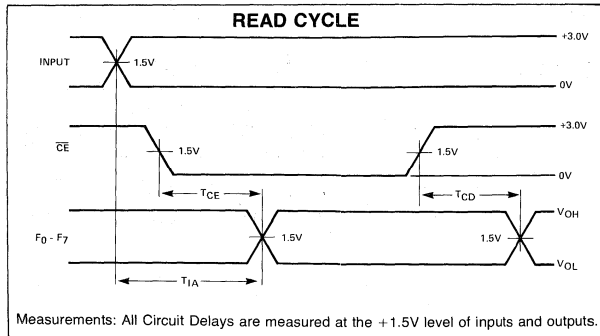 READ CYCLE
+3.0V
INPUT
1.5V
0V
+3.0V
CE
1.5V
1.5V
0V
TCE
TCD
VOH
F0 - F7
1.5V
1.5V
VOL
TIA
Measurements: All Circuit Delays are measured at the +1.5V level of inputs and outputs.